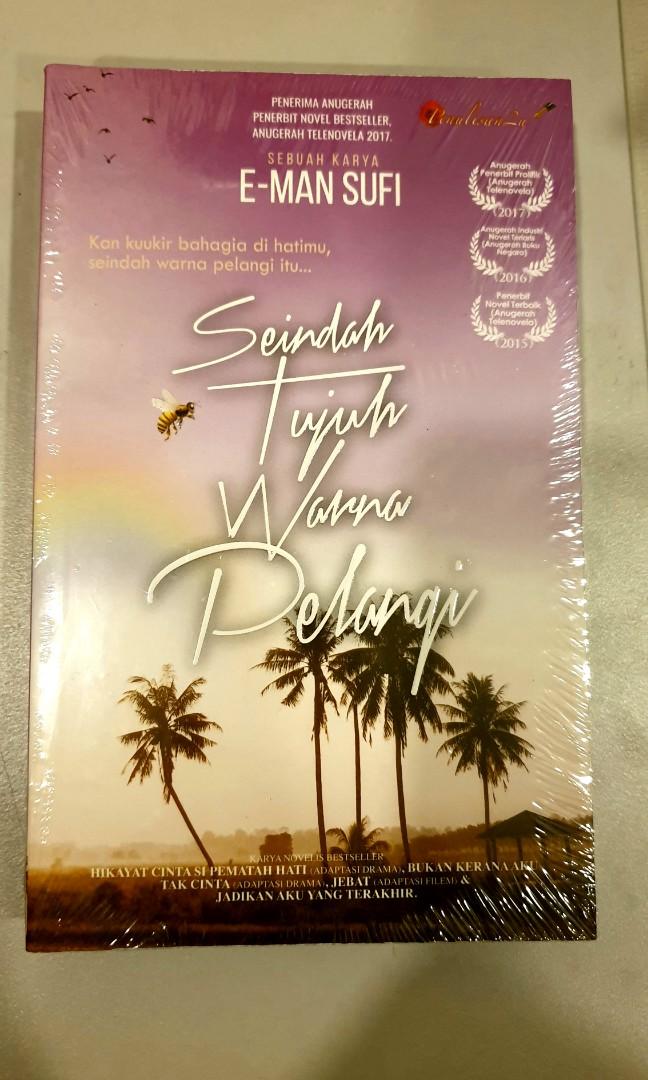 PENERIMA ANUGERAH
PENERBIT NOVEL BESTSELLER,
ANUGERAH TELENOVELA 2017.
Penulisan2u
SEBUAH KARYA
E-MAN SUFI
Anugerah
Penerbit Prolifik
(Anugerah
Telenovela)
(2017)
Anugerah Industri
Novel Terlaris
(Anugerah Buku
Negara)
(2016)
Penerbit
Novel Terbaik
(Anugerah
Telenovela)
(2015)
Kan kuukir bahagia di hatimu,
seindah warna pelangi itu...
Seindah
Tujuh
Warna
Pelangi
KARYA NOVELIS BESTSELLER
HIKAYAT CINTA SI PEMATAH HATI (ADAPTASI DRAMA), BUKAN KERANA AKU
TAK CINTA (ADAPTASI DRAMA), JEBAT (ADAPTASI FILEM) &
JADIKAN AKU YANG TERAKHIR.